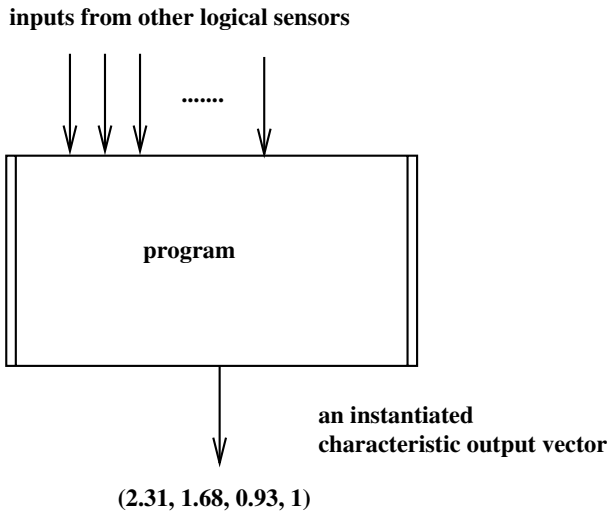 inputs from other logical sensors
.......
program
an instantiated
characteristic output vector
(2.31, 1.68, 0.93, 1)